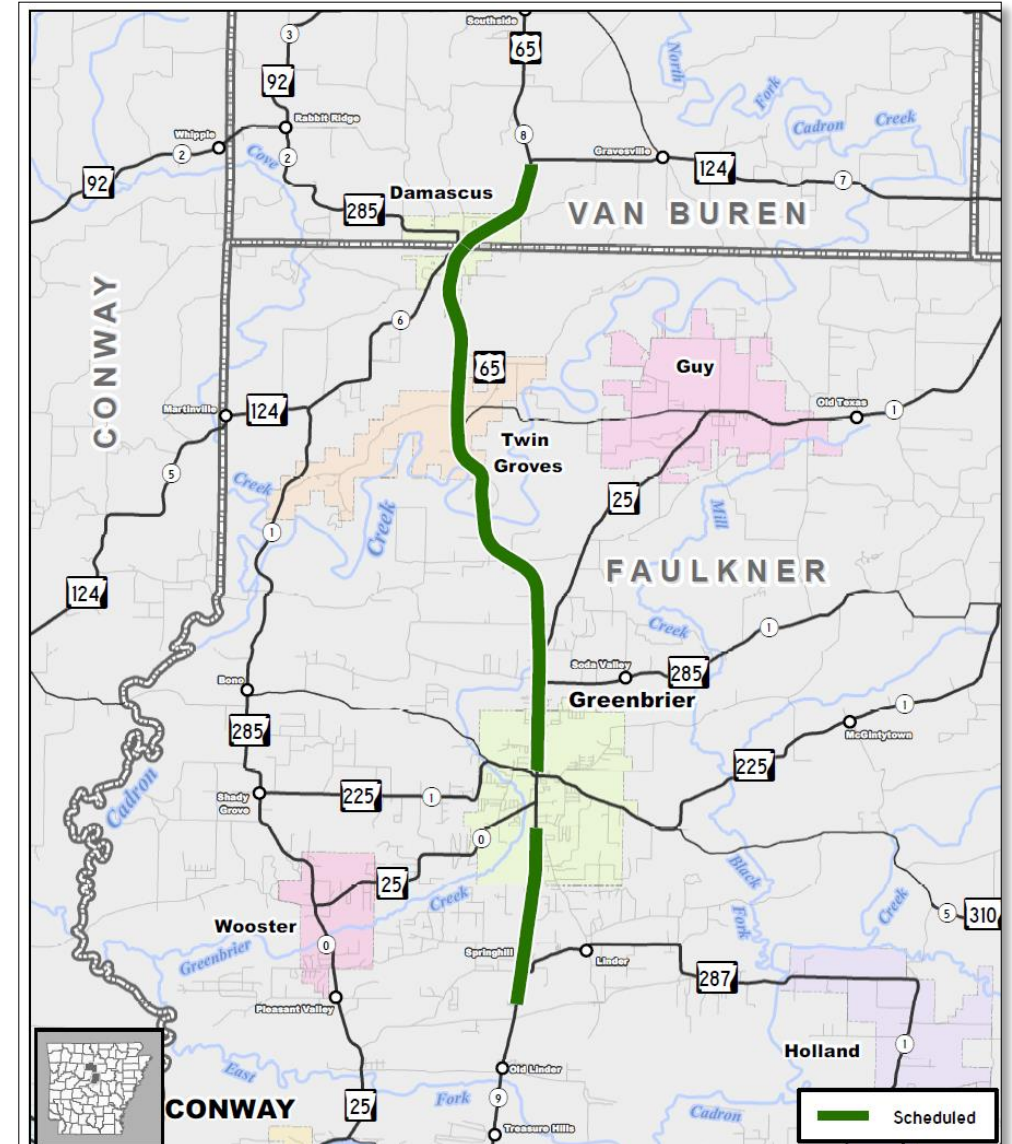 Southside
65
3
92
North
Fork
Cadron
Creek
Rabbit Ridge
8
Whipple
2
Cove
2
Gravesville
124
7
92
Damascus
285
VAN BUREN
CONWAY
6
65
Guy
Martinville
124
Old Texas
1
Twin
Groves
5
Creek
25
Creek
Mill
1
FAULKNER
124
Creek
1
Soda Valley
285
Bono
Greenbrier
1
285
McGintytown
225
Cadron
Shady
Grove
225
1
0
Black
Fork
25
Creek
Creek
5
310
Wooster
0
Greenbrier
Springhill
Linder
287
Pleasant Valley
Holland
1
Old Linder
East
Fork
CONWAY
25
9
Cadron
Scheduled
Treasure Hills